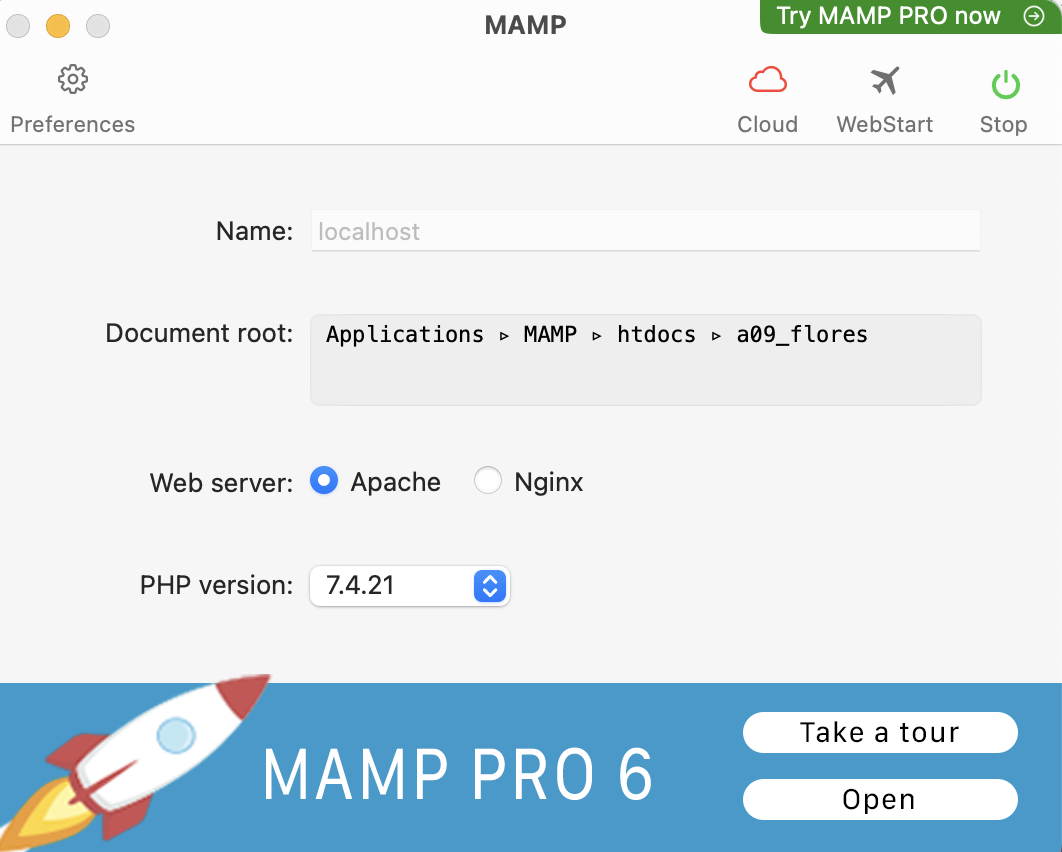 MAMP
Try MAMP PRO now
Preferences
Cloud
WebStart
Stop
Name: localhost
Document root: Applications ▹ MAMP ▹ htdocs ▹ a09_flores
Web server: Apache Nginx
PHP version: 7.4.21
MAMP PRO 6
Take a tour
Open